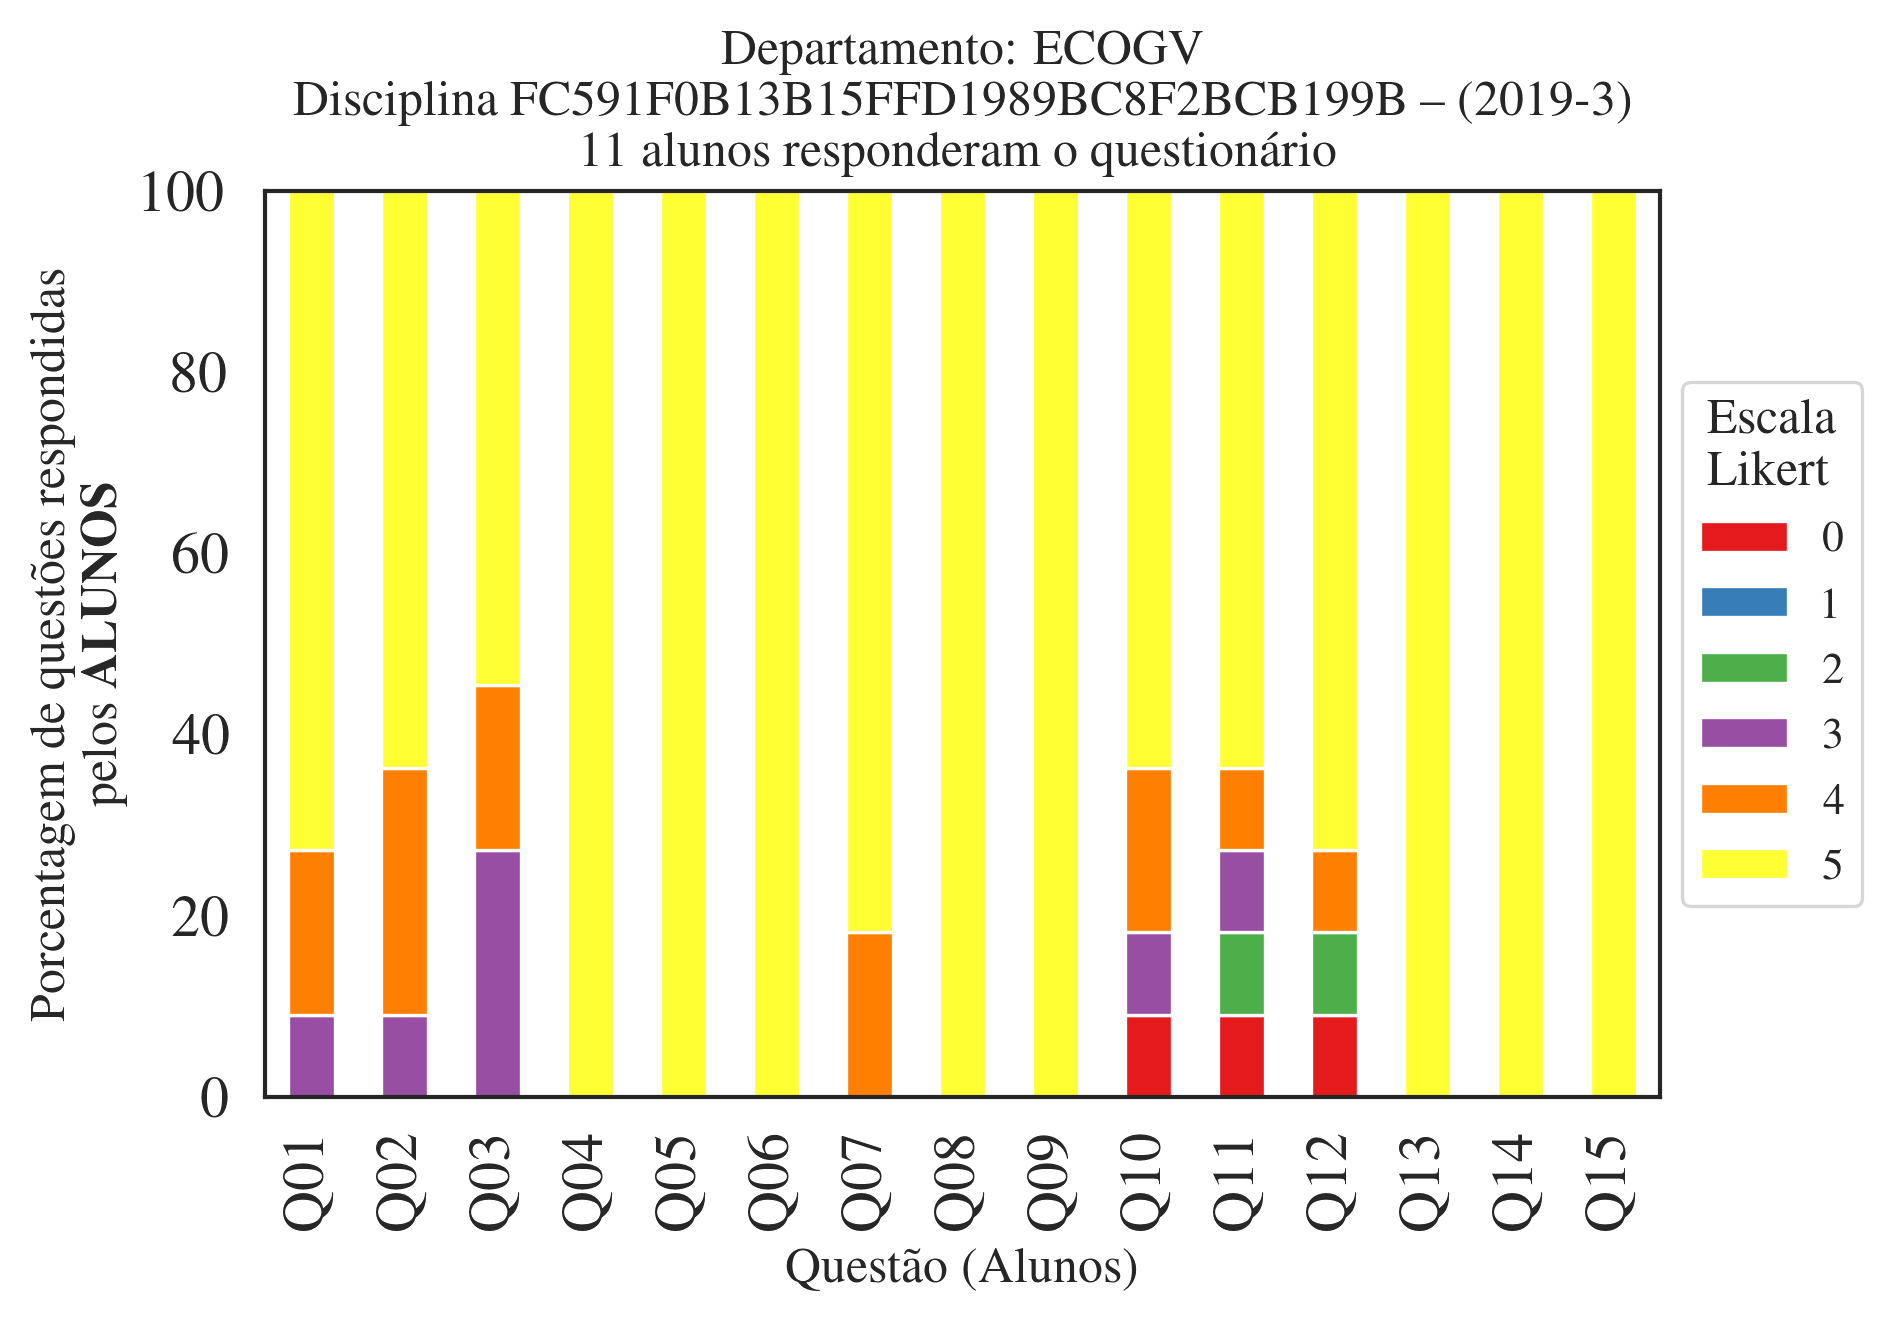 Departamento: ECOGV
Disciplina FC591F0B13B15FFD1989BC8F2BCB199B – (2019-3)
11 alunos responderam o questionário
Porcentagem de questões respondidas
pelos ALUNOS
100
80
60
40
20
0
Q01
Q02
Q03
Q04
Q05
Q06
Q07
Q08
Q09
Q10
Q11
Q12
Q13
Q14
Q15
Questão (Alunos)
Escala
Likert
0
1
2
3
4
5